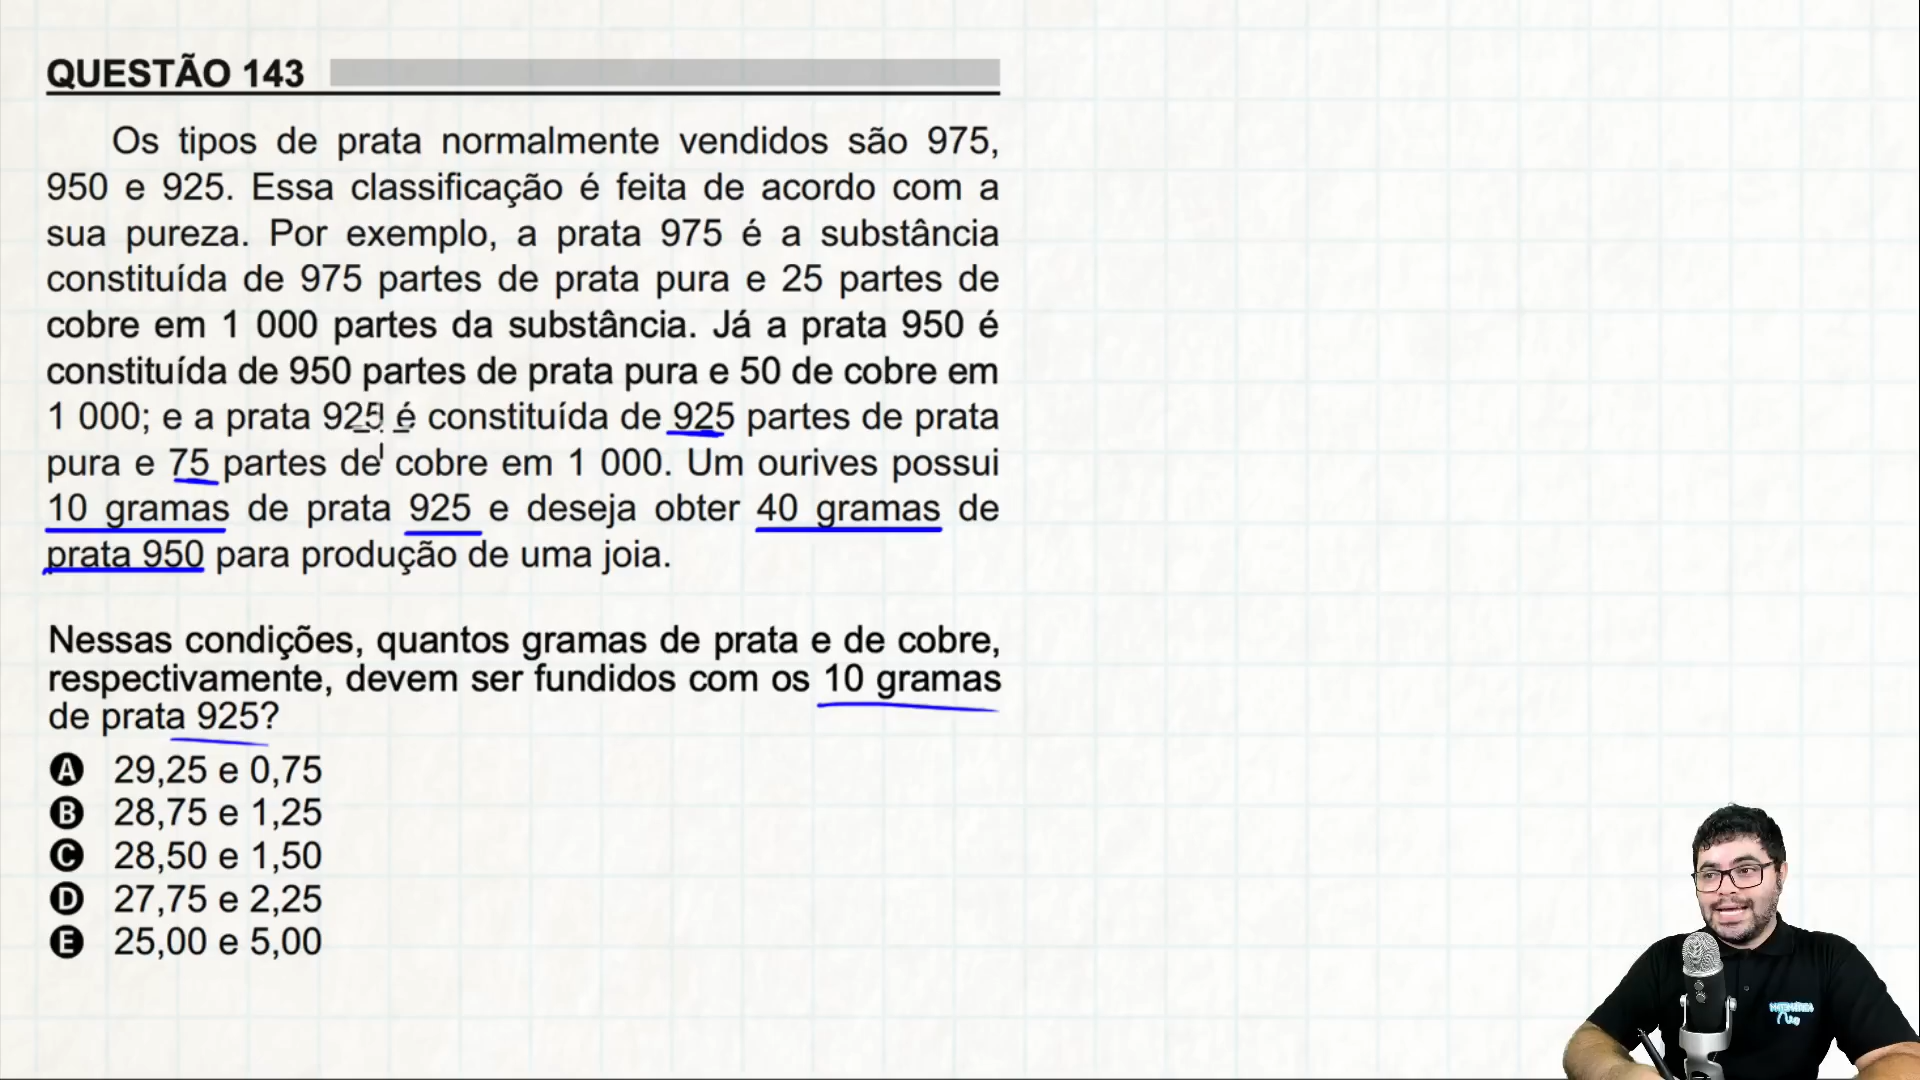 QUESTÃO 143
Os tipos de prata normalmente vendidos são 975,
950 e 925. Essa classificação é feita de acordo com a
sua pureza. Por exemplo, a prata 975 é a substância
constituída de 975 partes de prata pura e 25 partes de
cobre em 1 000 partes da substância. Já a prata 950 é
constituída de 950 partes de prata pura e 50 de cobre em
1 000; e a prata 925 é constituída de 925 partes de prata
pura e 75 partes de cobre em 1 000. Um ourives possui
10 gramas de prata 925 e deseja obter 40 gramas de
prata 950 para produção de uma joia.
Nessas condições, quantos gramas de prata e de cobre,
respectivamente, devem ser fundidos com os 10 gramas
de prata 925?
A 29,25 e 0,75
B 28,75 e 1,25
C 28,50 e 1,50
D 27,75 e 2,25
E 25,00 e 5,00